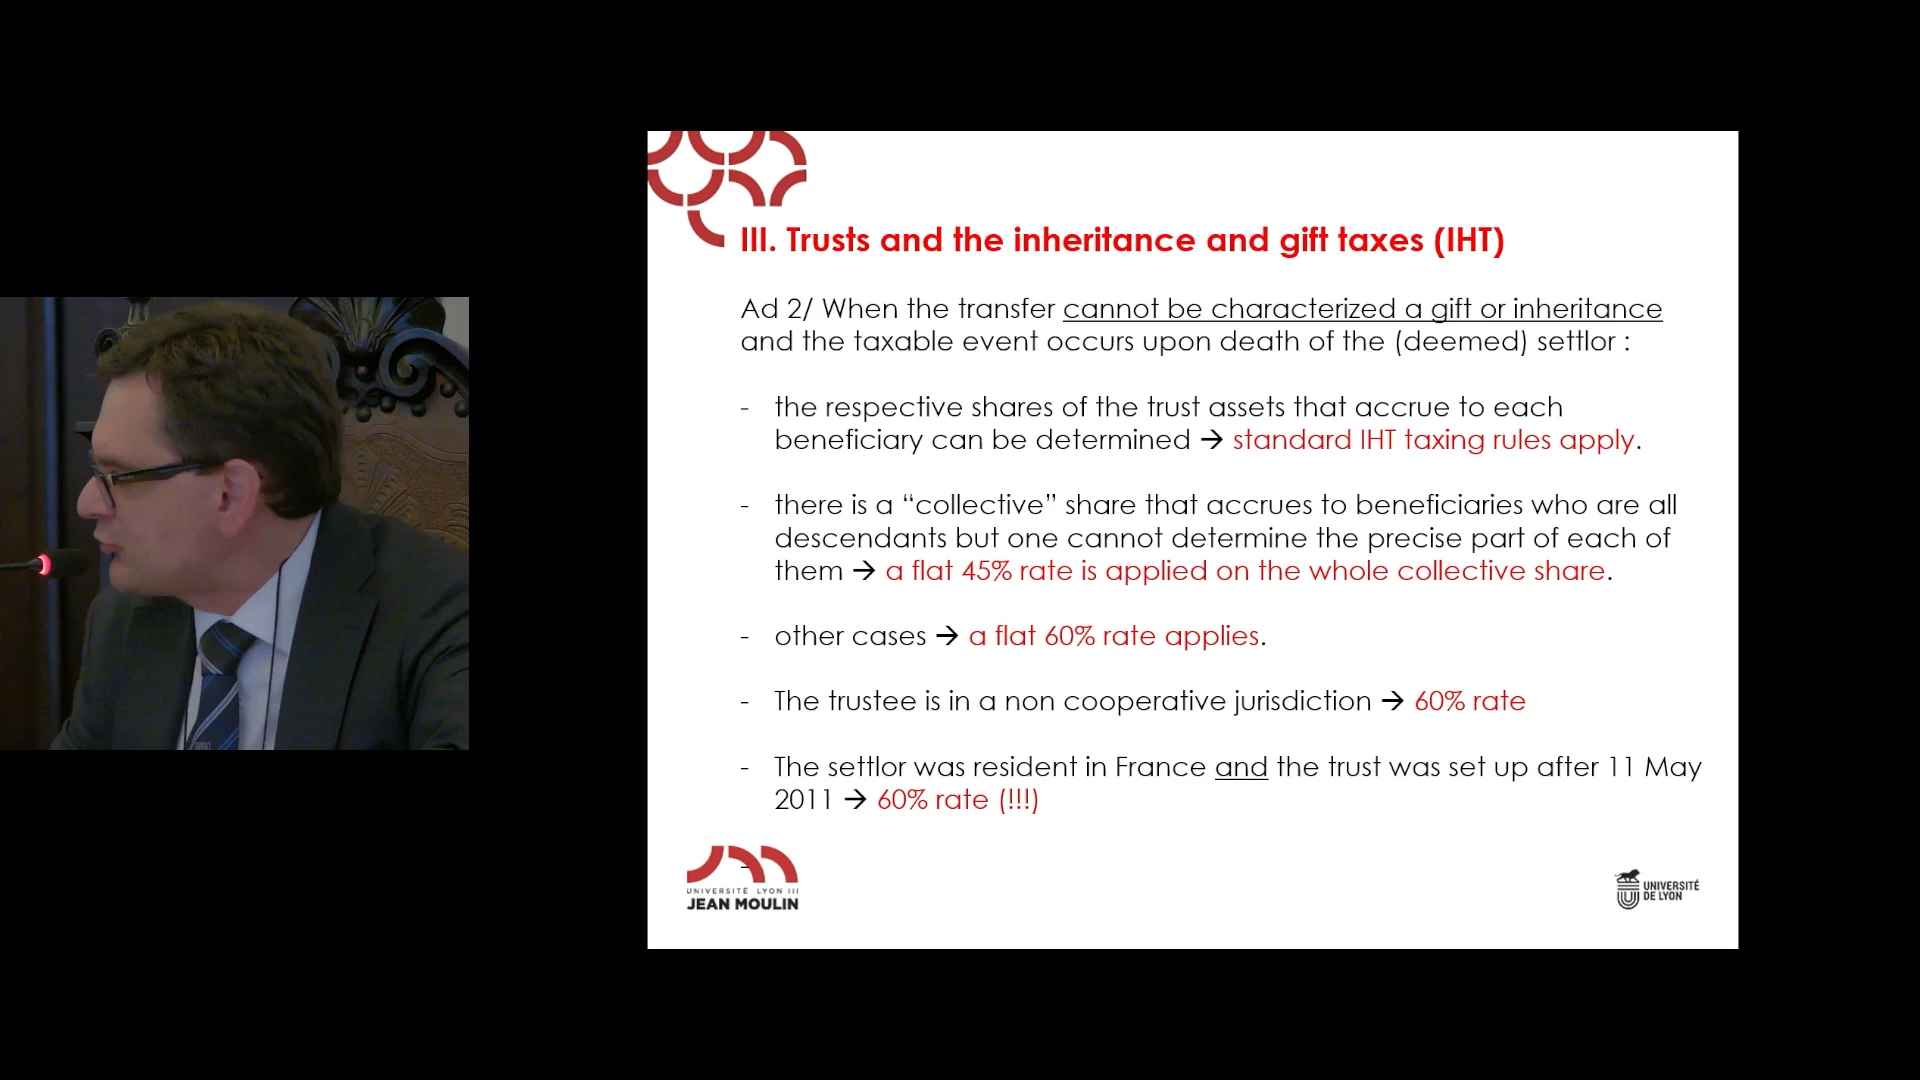 III. Trusts and the inheritance and gift taxes (IHT)
Ad 2/ When the transfer cannot be characterized a gift or inheritance
and the taxable event occurs upon death of the (deemed) settlor :
- the respective shares of the trust assets that accrue to each
beneficiary can be determined → standard IHT taxing rules apply.
- there is a “collective” share that accrues to beneficiaries who are all
descendants but one cannot determine the precise part of each of
them → a flat 45% rate is applied on the whole collective share.
- other cases → a flat 60% rate applies.
- The trustee is in a non cooperative jurisdiction → 60% rate
- The settlor was resident in France and the trust was set up after 11 May
2011 → 60% rate (!!!)
-
UNIVERSITÉ LYON III
JEAN MOULIN
UNIVERSITÉ
DE LYON